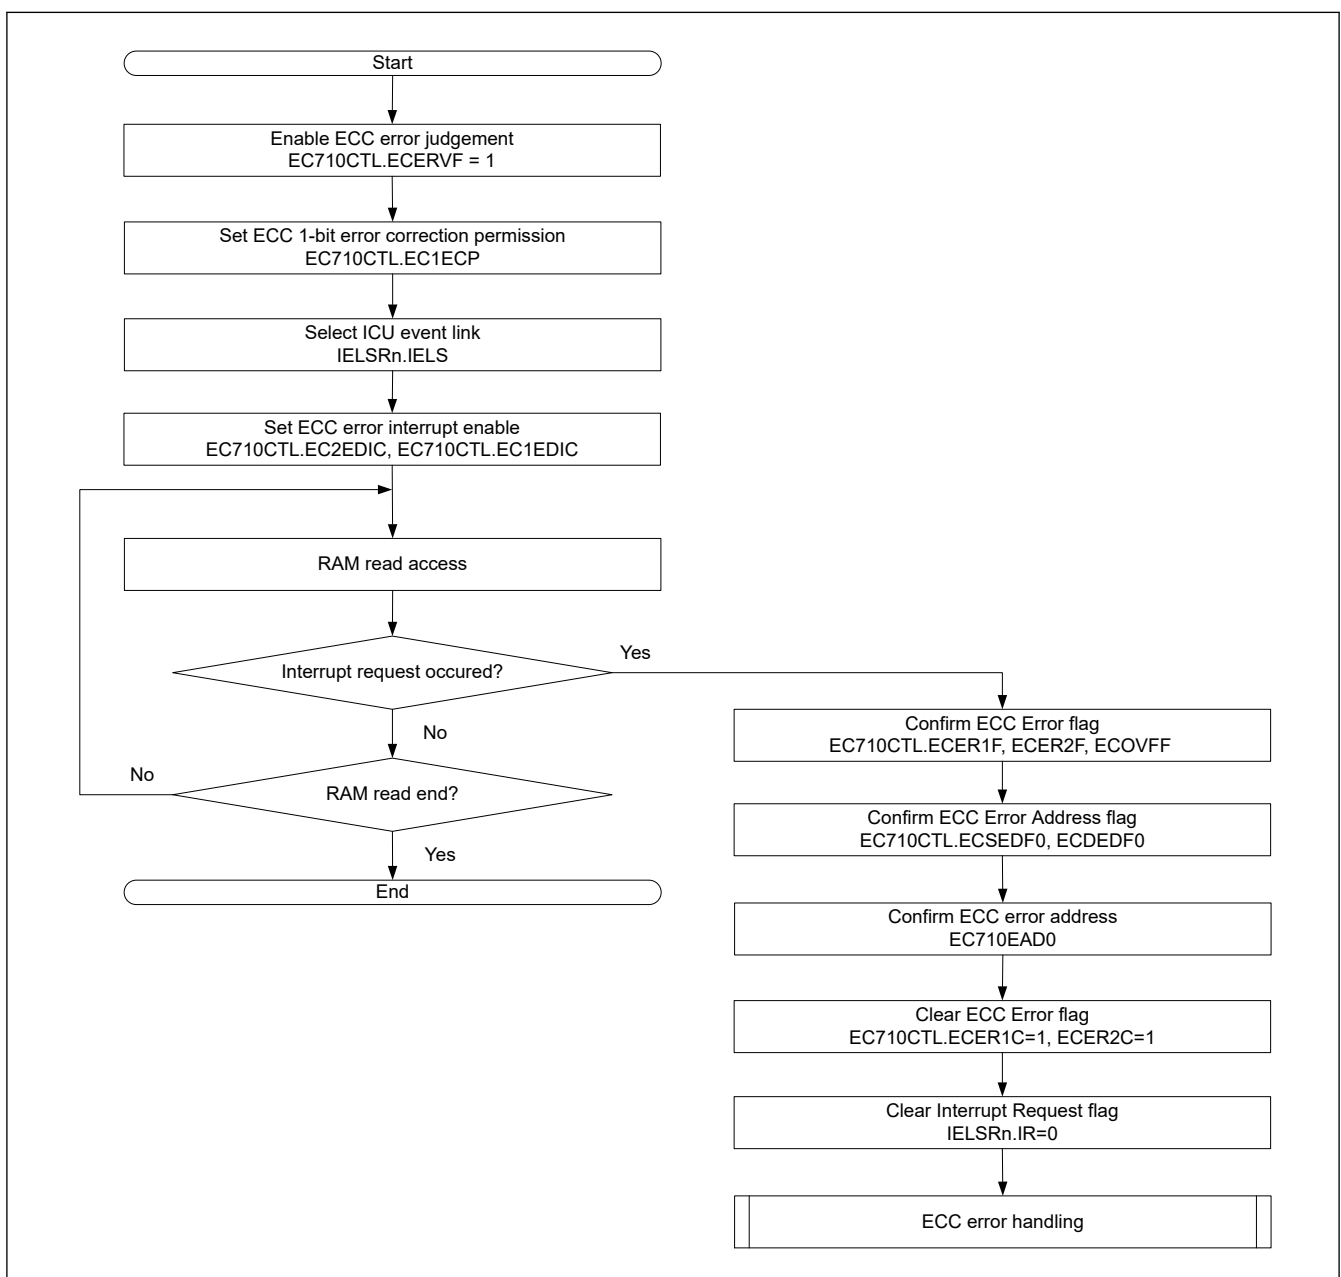 Start
Enable ECC error judgement
EC710CTL.ECERVF = 1
Set ECC 1-bit error correction permission
EC710CTL.EC1ECP
Select ICU event link
IELSRn.IELS
Set ECC error interrupt enable
EC710CTL.EC2EDIC, EC710CTL.EC1EDIC
RAM read access
Interrupt request occured?
Yes
No
RAM read end?
No
Yes
End
Confirm ECC Error flag
EC710CTL.ECER1F, ECER2F, ECOVFF
Confirm ECC Error Address flag
EC710CTL.ECSEDF0, ECDEDF0
Confirm ECC error address
EC710EAD0
Clear ECC Error flag
EC710CTL.ECER1C=1, ECER2C=1
Clear Interrupt Request flag
IELSRn.IR=0
ECC error handling